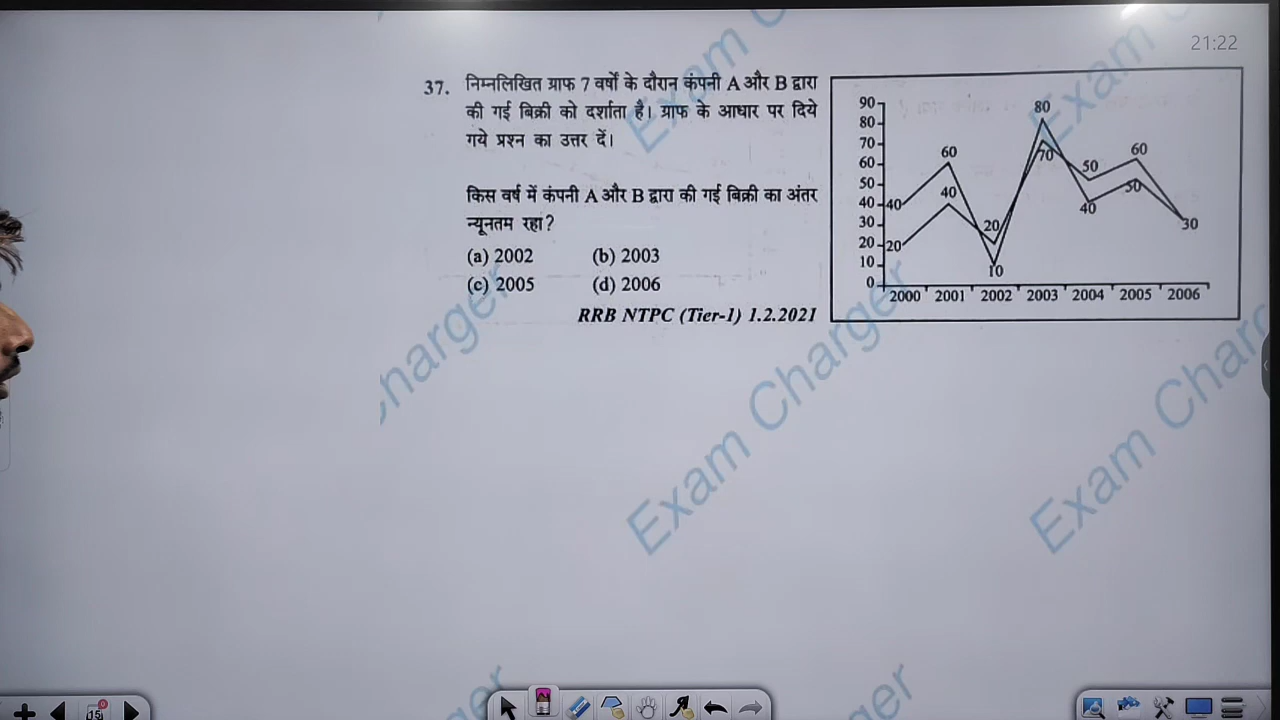 21:22
37. निम्नलिखित ग्राफ 7 वर्षों के दौरान कंपनी A और B द्वारा
की गई बिक्री को दर्शाता है। ग्राफ के आधार पर दिये
गये प्रश्न का उत्तर दें।
किस वर्ष में कंपनी A और B द्वारा की गई बिक्री का अंतर
न्यूनतम रहा?
(a) 2002 (b) 2003
(c) 2005 (d) 2006
RRB NTPC (Tier-1) 1.2.2021
90
80
70
60
50
40
30
20
10
0
40
20
60
40
20
10
80
70
50
40
60
50
30
2000 2001 2002 2003 2004 2005 2006
Exam Charger
Exam Charger
harger
Exam Charger
Exam Charger
15